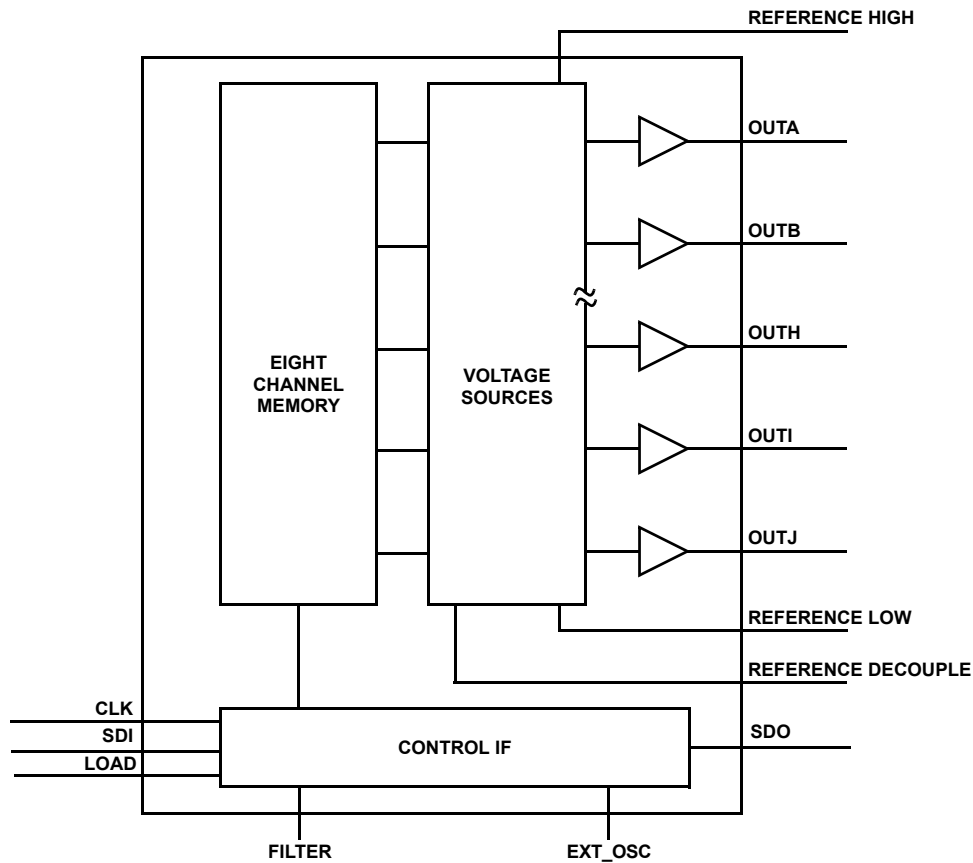 REFERENCE HIGH
OUTA
OUTB
OUTH
OUTI
OUTJ
EIGHT
CHANNEL
MEMORY
VOLTAGE
SOURCES
REFERENCE LOW
REFERENCE DECOUPLE
CLK
SDI
LOAD
CONTROL IF
SDO
FILTER
EXT_OSC